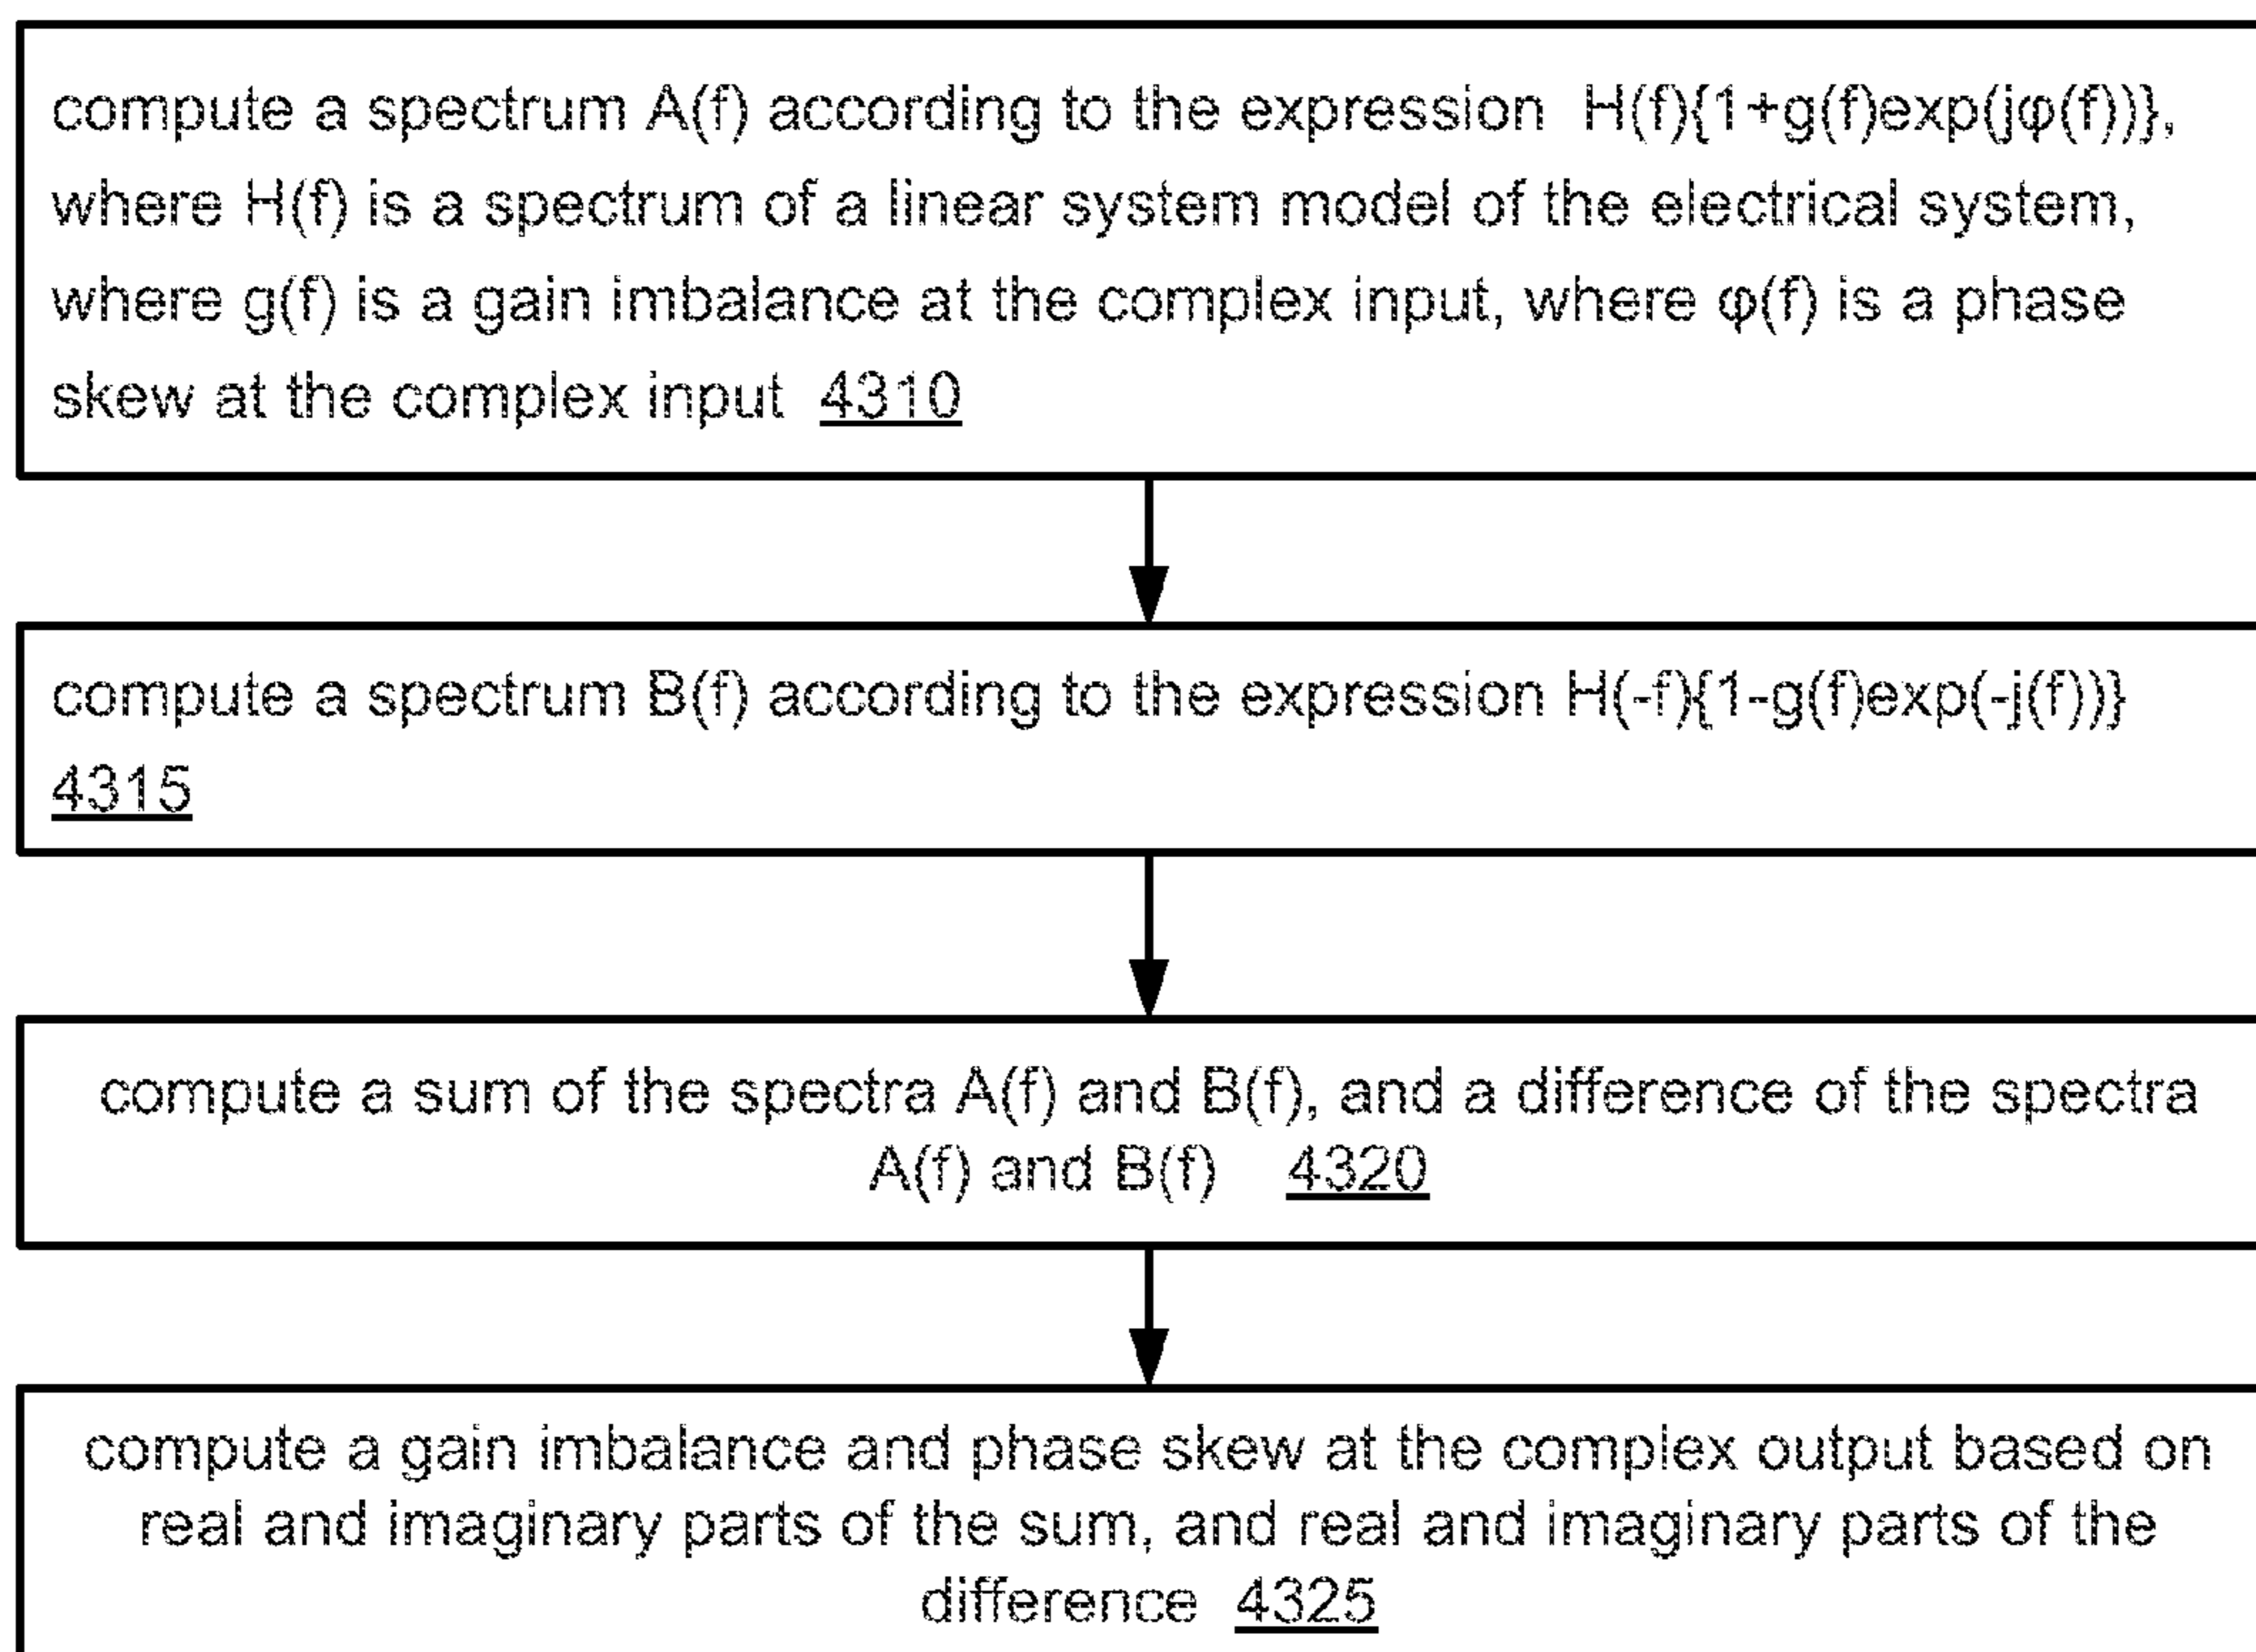 compute a spectrum A(f) according to the expression H(f){1+g(f)exp(jφ(f))},
where H(f) is a spectrum of a linear system model of the electrical system,
where g(f) is a gain imbalance at the complex input, where φ(f) is a phase
skew at the complex input 4310
compute a spectrum B(f) according to the expression H(-f){1-g(f)exp(-j(f))}
4315
compute a sum of the spectra A(f) and B(f), and a difference of the spectra
A(f) and B(f) 4320
compute a gain imbalance and phase skew at the complex output based on
real and imaginary parts of the sum, and real and imaginary parts of the
difference 4325